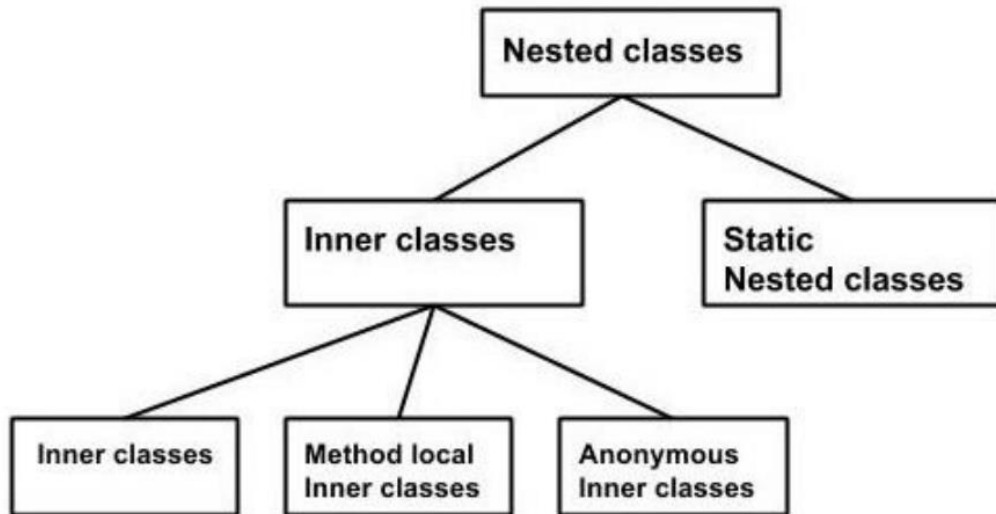 Nested classes
Inner classes
Static
Nested classes
Inner classes
Method local
Inner classes
Anonymous
Inner classes